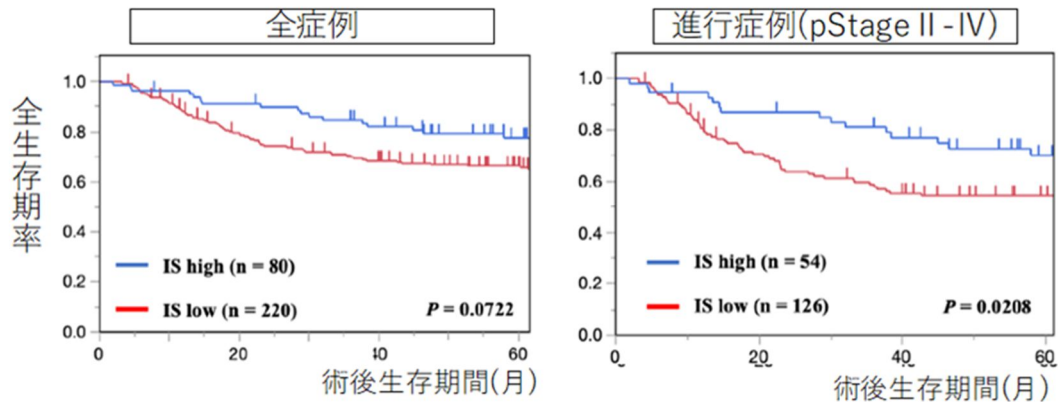 全症例
全生存期率
1.0
0.8
0.6
0.4
0.2
0.0
IS high (n = 80)
IS low (n = 220)
P = 0.0722
0 20 40 60
術後生存期間(月)
進行症例(pStage II-IV)
1.0
0.8
0.6
0.4
0.2
0.0
IS high (n = 54)
IS low (n = 126)
P = 0.0208
0 20 40 60
術後生存期間(月)